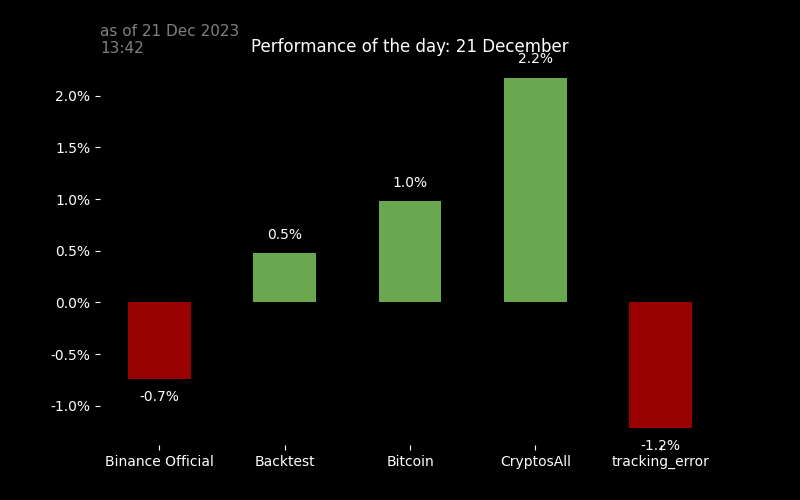 as of 21 Dec 2023
13:42
Performance of the day: 21 December
2.2%
2.0%
1.5%
1.0%
1.0%
0.5%
0.5%
0.0%
-0.5%
-0.7%
-1.0%
-1.2%
Binance Official
Backtest
Bitcoin
CryptosAll
tracking_error